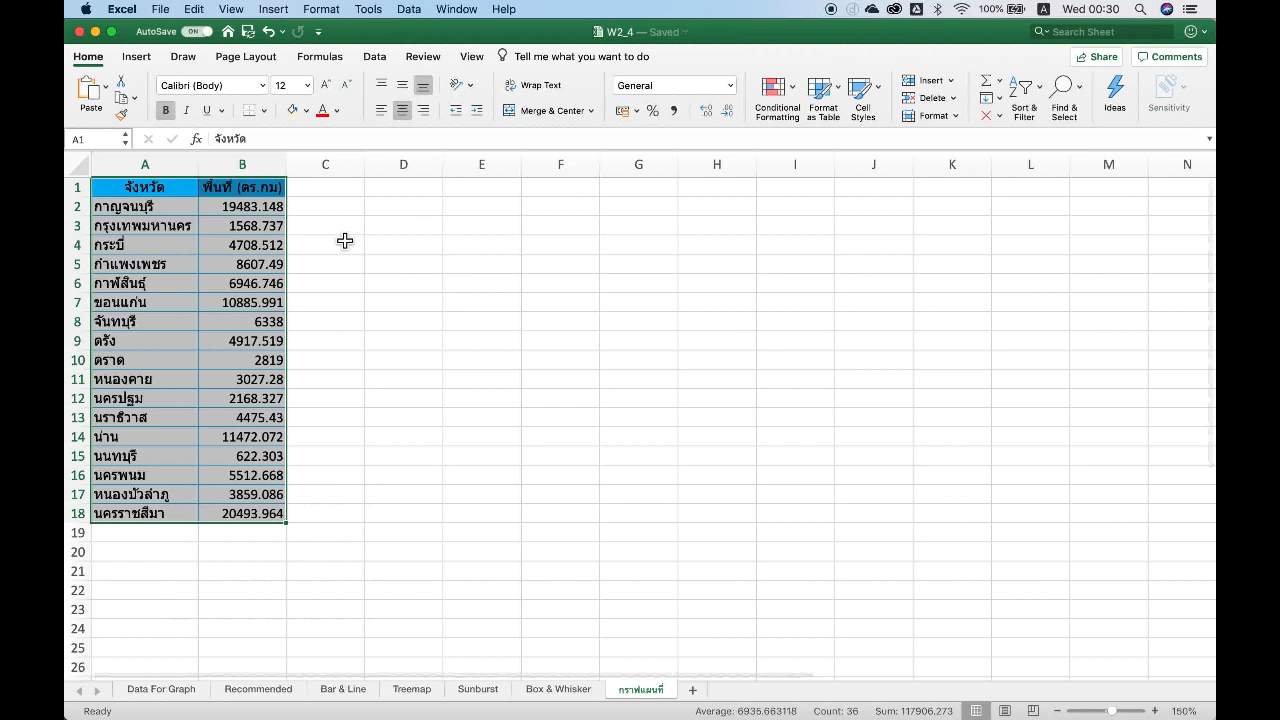 Excel File Edit View Insert Format Tools Data Window Help 100% A Wed 00:30
AutoSave ON W2_4 — Saved Search Sheet
Home Insert Draw Page Layout Formulas Data Review View Tell me what you want to do Share Comments
Paste Calibri (Body) 12 A A Wrap Text General Conditional Formatting Format as Table Cell Styles Insert Delete Format Sort & Filter Find & Select Ideas Sensitivity
B I U A Merge & Center % 
A1 fx จังหวัด
A B C D E F G H I J K L M N
1 จังหวัด พื้นที่ (ตร.กม)
2 กาญจนบุรี 19483.148
3 กรุงเทพมหานคร 1568.737
4 กระบี่ 4708.512
5 กำแพงเพชร 8607.49
6 กาฬสินธุ์ 6946.746
7 ขอนแก่น 10885.991
8 จันทบุรี 6338
9 ตรัง 4917.519
10 ตราด 2819
11 หนองคาย 3027.28
12 นครปฐม 2168.327
13 นราธิวาส 4475.43
14 น่าน 11472.072
15 นนทบุรี 622.303
16 นครพนม 5512.668
17 หนองบัวลำภู 3859.086
18 นครราชสีมา 20493.964
19
20
21
22
23
24
25
26
Data For Graph Recommended Bar & Line Treemap Sunburst Box & Whisker กราฟแผนที่ +
Ready Average: 6935.663118 Count: 36 Sum: 117906.273 150%